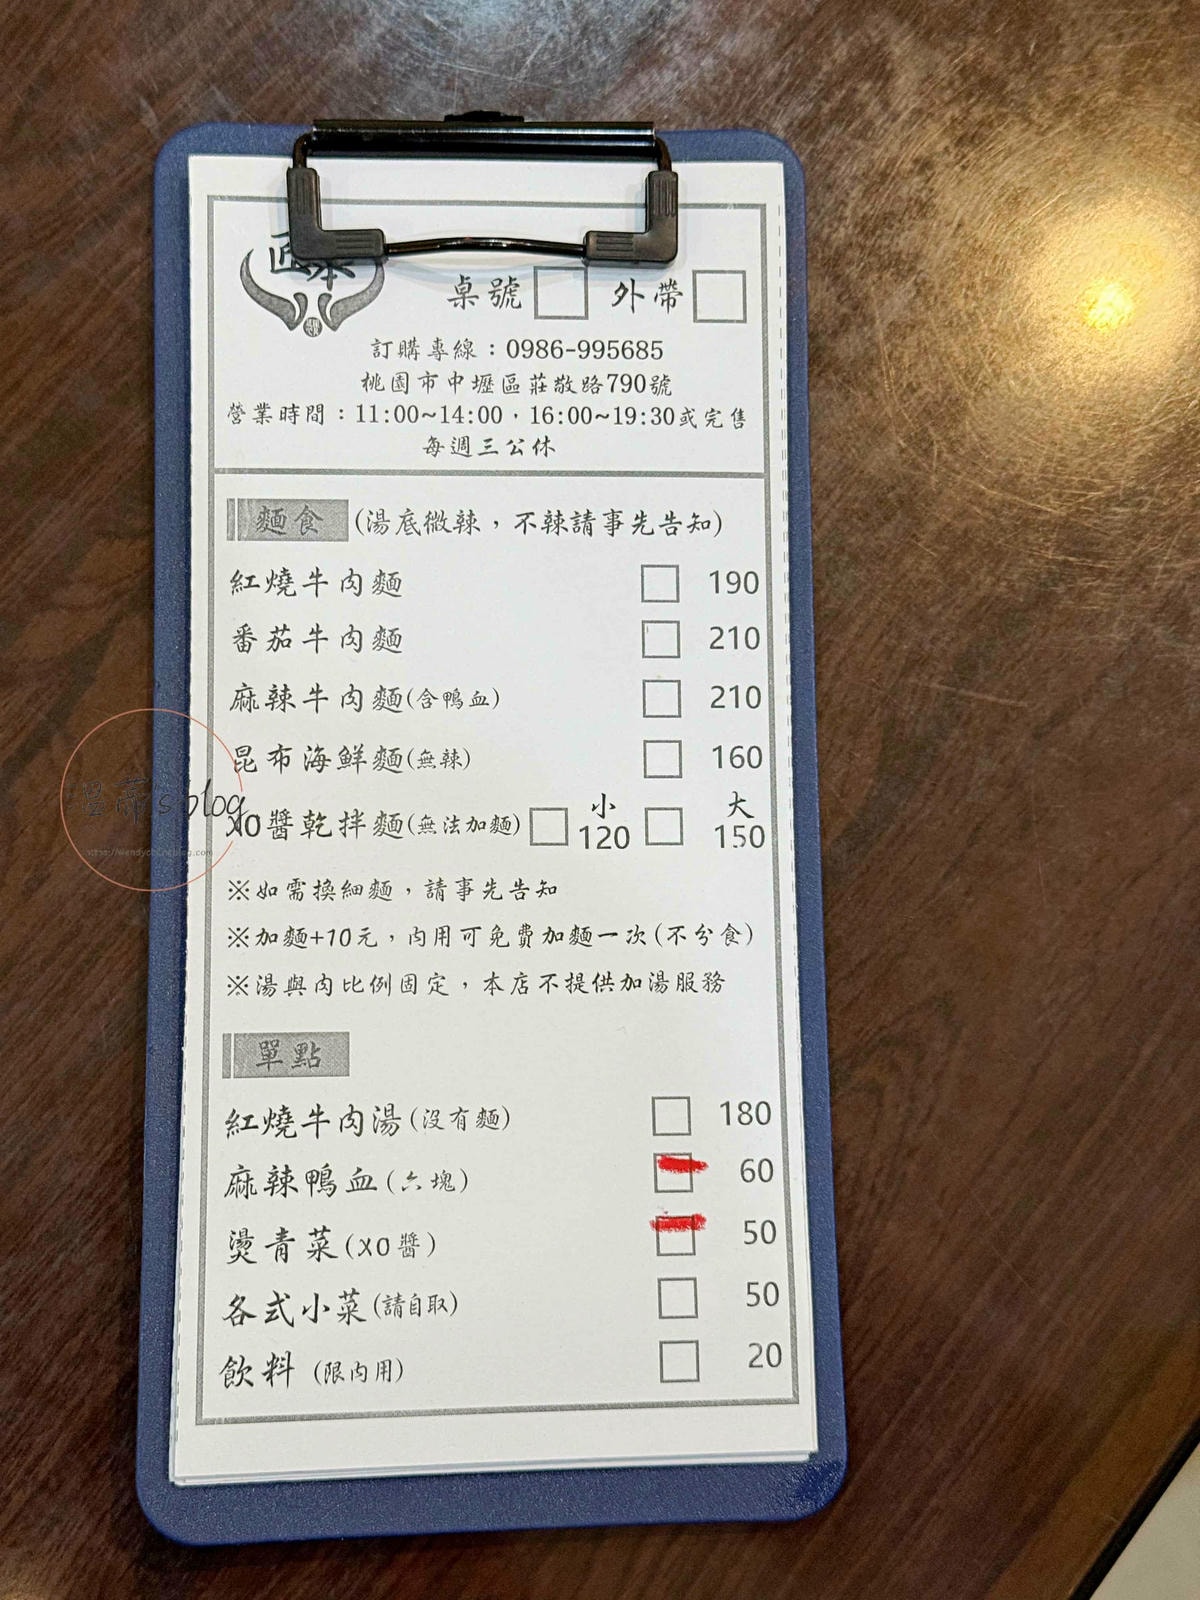 匠本
桌號 外帶
訂購專線：0986-995685
桃園市中壢區莊敬路790號
營業時間：11:00~14:00，16:00~19:30或完售
每週三公休
麵食 (湯底微辣，不辣請事先告知)
紅燒牛肉麵 190
番茄牛肉麵 210
麻辣牛肉麵(含鴨血) 210
昆布海鮮麵(無辣) 160
XO醬乾拌麵(無法加麵) 小 120 大 150
's blog
※如需換細麵，請事先告知
※加麵+10元，內用可免費加麵一次(不分食)
※湯與肉比例固定，本店不提供加湯服務
單點
紅燒牛肉湯(沒有麵) 180
麻辣鴨血(六塊) 60
燙青菜(XO醬) 50
各式小菜(請自取) 50
飲料 (限內用) 20